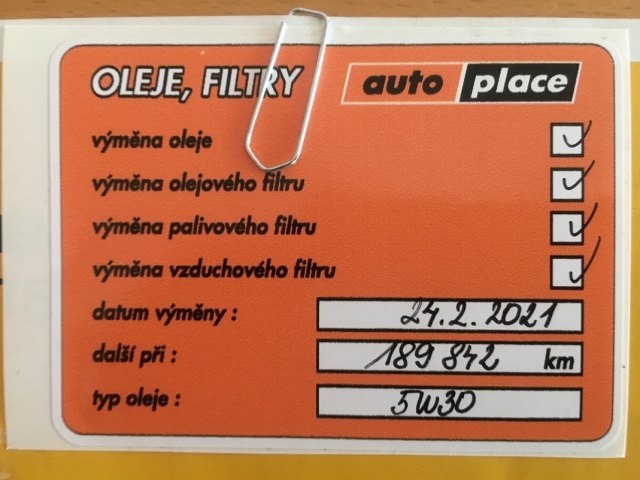 OLEJE, FILTRY auto place
výměna oleje
výměna olejového filtru
výměna palivového filtru
výměna vzduchového filtru
datum výměny : 24.2.2021
další při : 189 842 km
typ oleje : 5W30